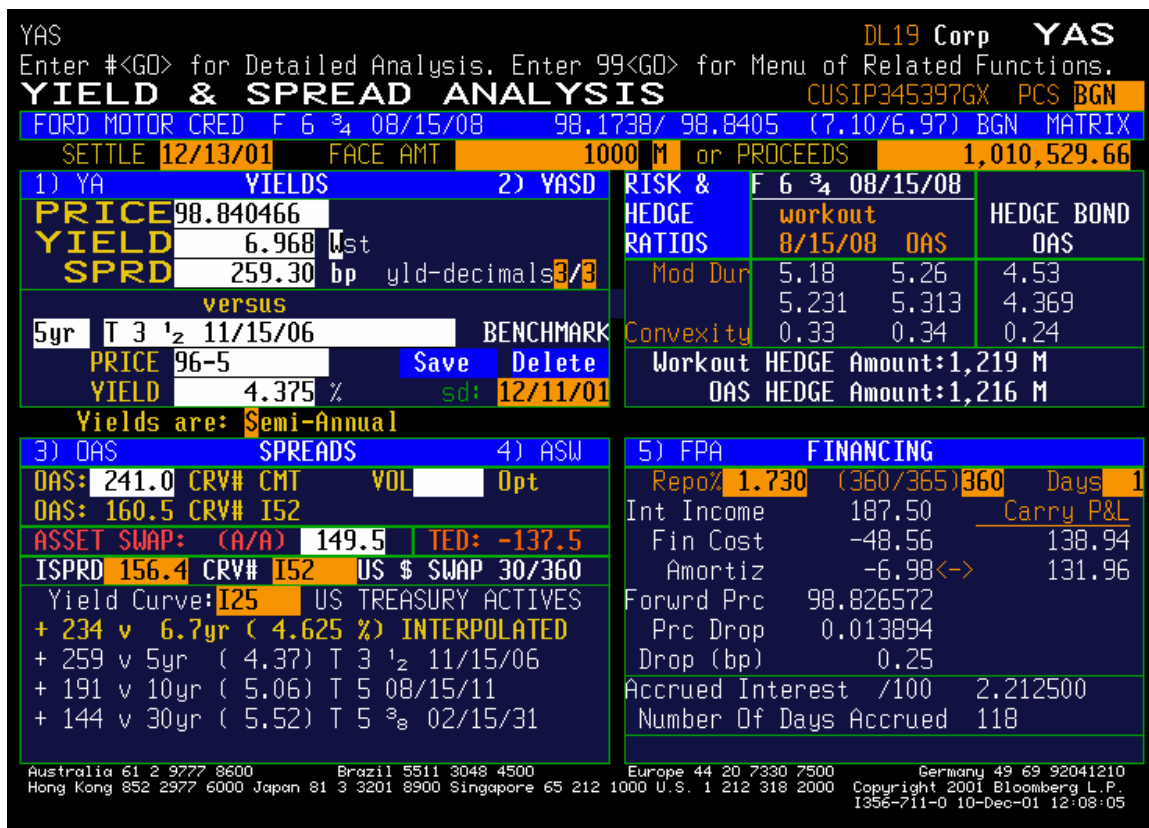 YAS DL19 Corp YAS
Enter #<GO> for Detailed Analysis. Enter 99<GO> for Menu of Related Functions.
YIELD & SPREAD ANALYSIS CUSIP345397GX PCS BGN
FORD MOTOR CRED F 6 ¾ 08/15/08 98.1738/ 98.8405 (7.10/6.97) BGN MATRIX
SETTLE 12/13/01 FACE AMT 1000 M or PROCEEDS 1,010,529.66
1) YA YIELDS 2) YASD
PRICE 98.840466
YIELD 6.968 Wst
SPRD 259.30 bp yld-decimals 3/3
versus
5yr T 3 ½ 11/15/06 BENCHMARK
PRICE 96-5 Save Delete
YIELD 4.375 % sd: 12/11/01
Yields are: Semi-Annual
RISK & F 6 ¾ 08/15/08
HEDGE workout HEDGE BOND
RATIOS 8/15/08 OAS OAS
Mod Dur 5.18 5.26 4.53
5.231 5.313 4.369
Convexity 0.33 0.34 0.24
Workout HEDGE Amount:1,219 M
OAS HEDGE Amount:1,216 M
3) OAS SPREADS 4) ASW
OAS: 241.0 CRV# CMT VOL Opt
OAS: 160.5 CRV# I52
ASSET SWAP: (A/A) 149.5 TED: -137.5
ISPRD 156.4 CRV# I52 US $ SWAP 30/360
Yield Curve: I25 US TREASURY ACTIVES
+ 234 v 6.7yr ( 4.625 %) INTERPOLATED
+ 259 v 5yr ( 4.37) T 3 ½ 11/15/06
+ 191 v 10yr ( 5.06) T 5 08/15/11
+ 144 v 30yr ( 5.52) T 5 ⅜ 02/15/31
5) FPA FINANCING
Repo% 1.730 (360/365) 360 Days 1
Int Income 187.50 Carry P&L
Fin Cost -48.56 138.94
Amortiz -6.98<-> 131.96
Forwrd Prc 98.826572
Prc Drop 0.013894
Drop (bp) 0.25
Accrued Interest /100 2.212500
Number Of Days Accrued 118
Australia 61 2 9777 8600 Brazil 5511 3048 4500 Europe 44 20 7330 7500 Germany 49 69 92041210
Hong Kong 852 2977 6000 Japan 81 3 3201 8900 Singapore 65 212 1000 U.S. 1 212 318 2000 Copyright 2001 Bloomberg L.P.
I356-711-0 10-Dec-01 12:08:05